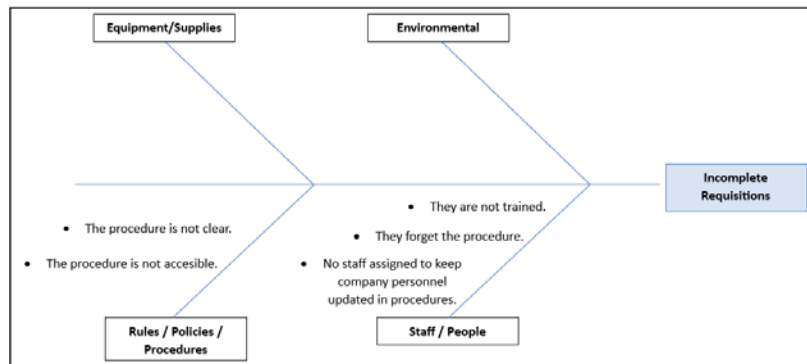 Equipment/Supplies
Environmental
Incomplete
Requisitions
• They are not trained.
• The procedure is not clear.
• They forget the procedure.
• The procedure is not accesible.
• No staff assigned to keep
company personnel
updated in procedures.
Rules / Policies /
Procedures
Staff / People